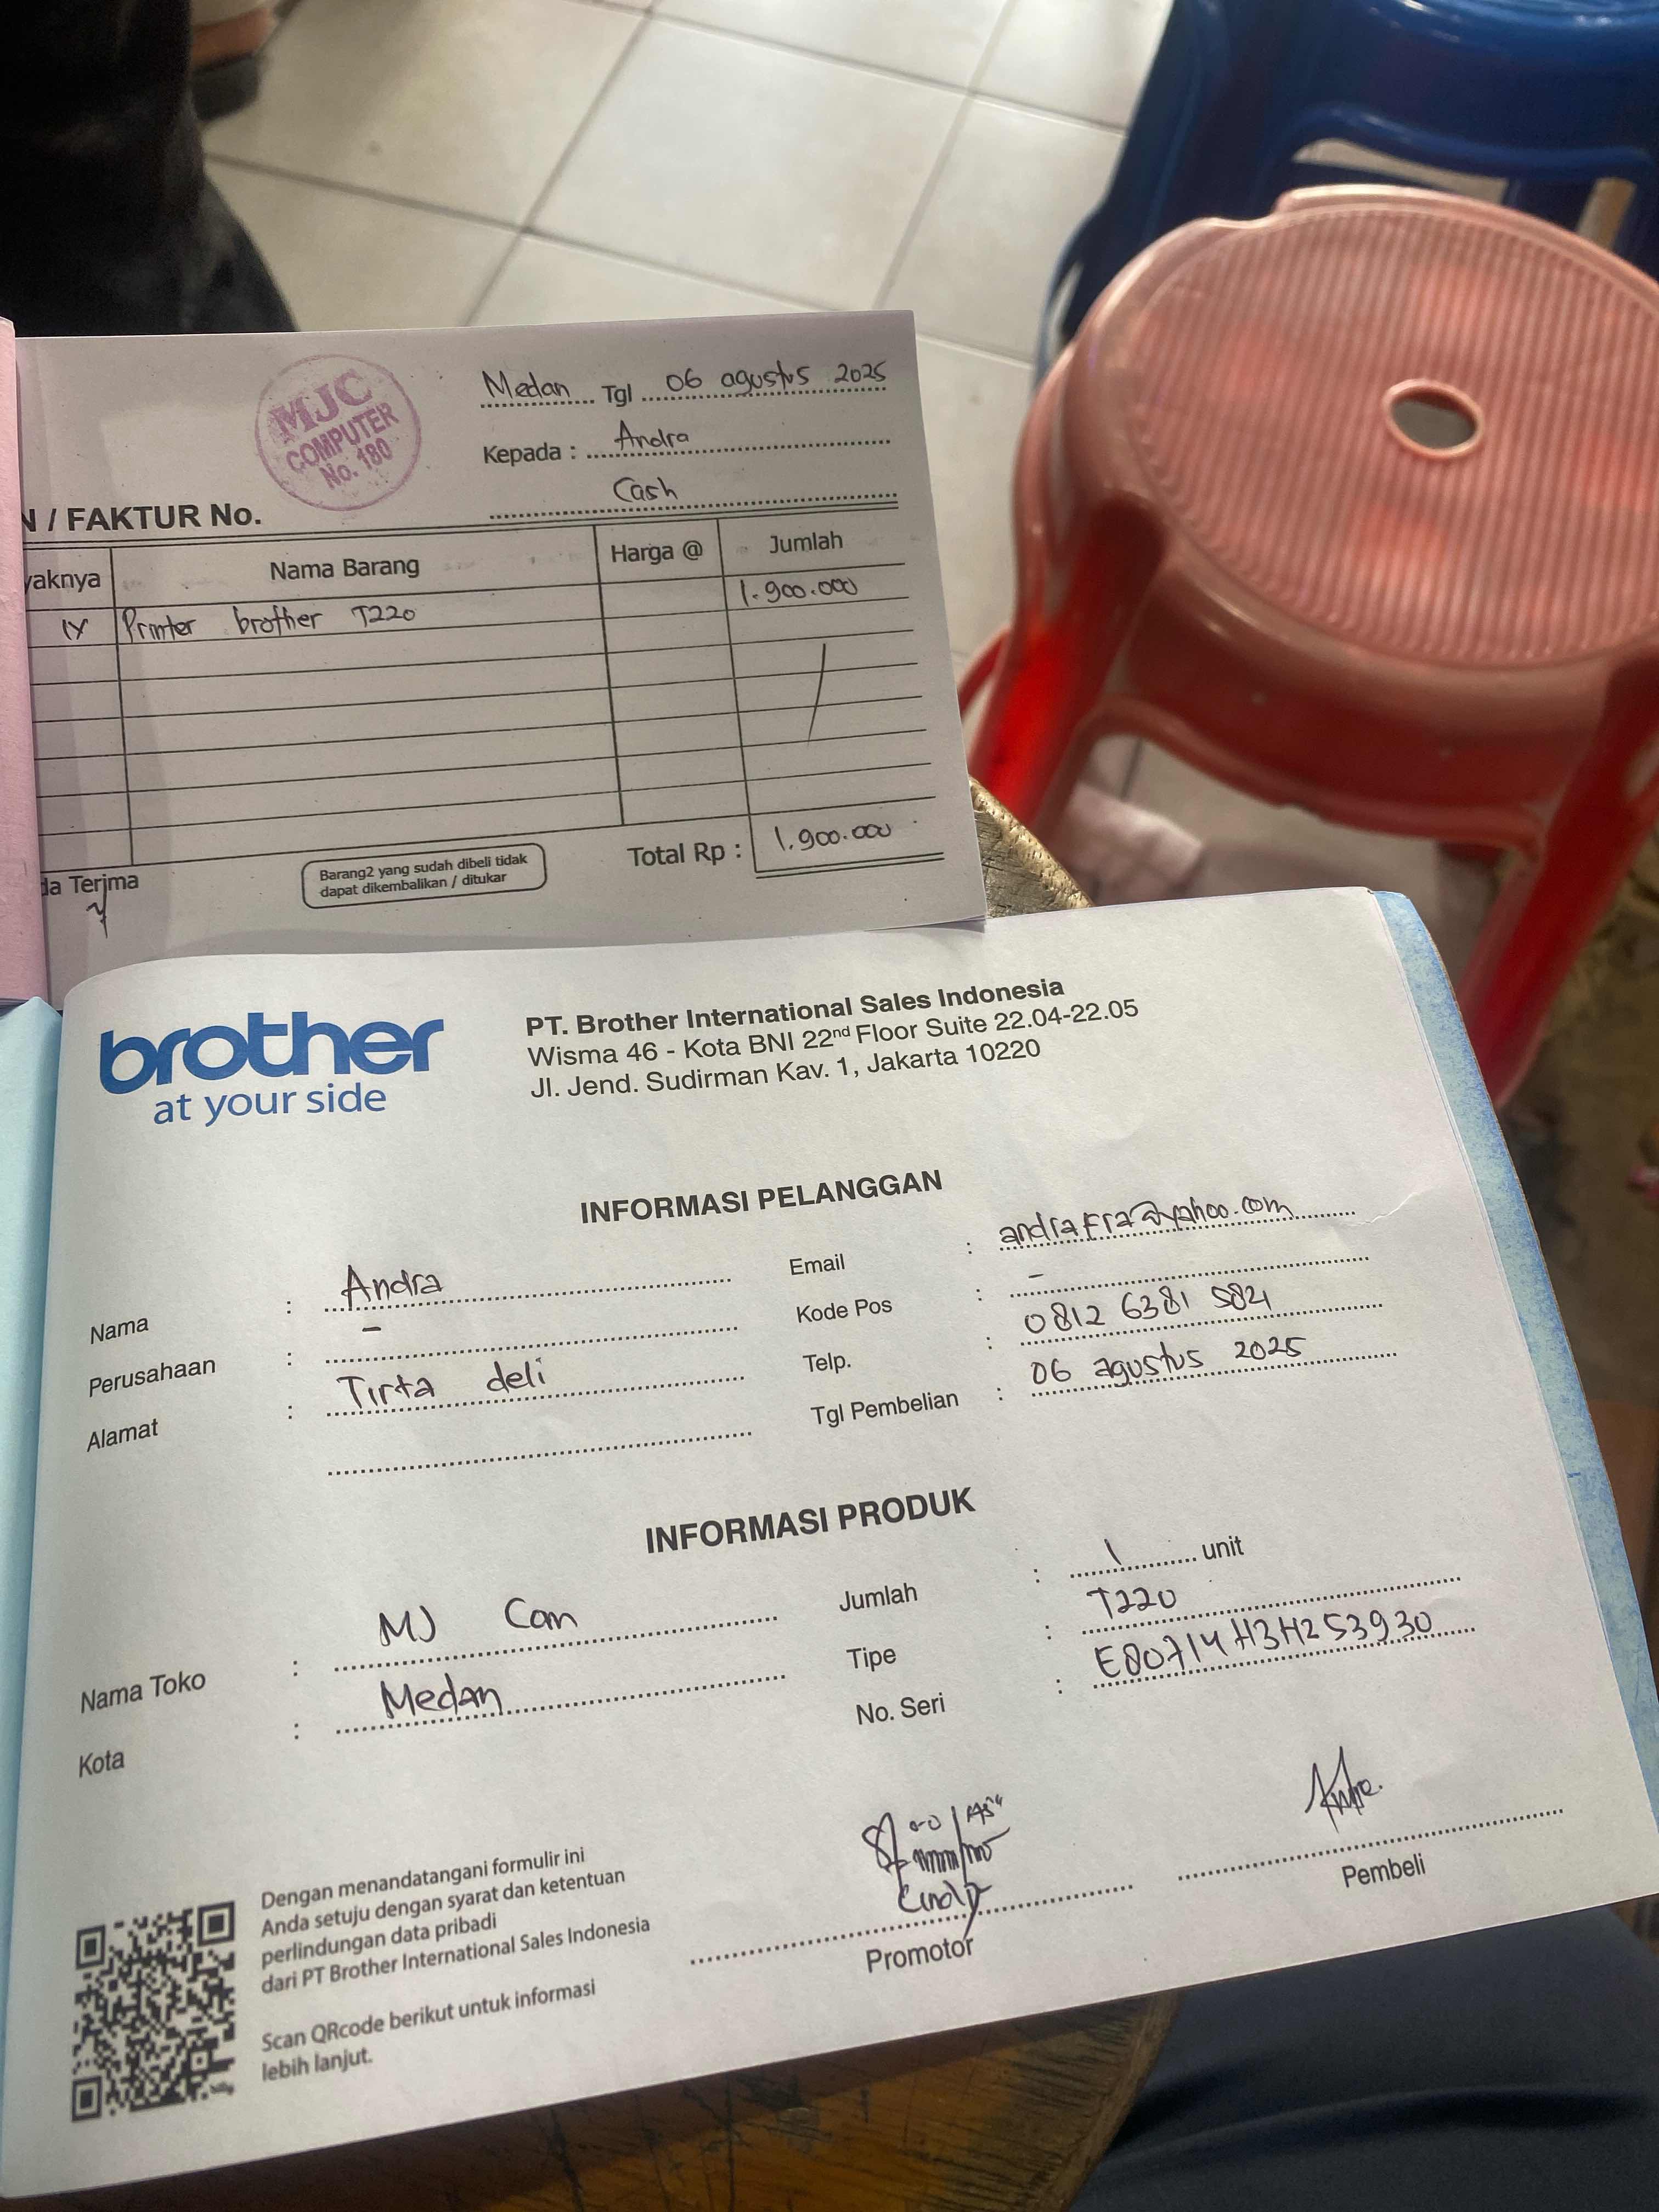 MJC
COMPUTER
No. 180
Medan Tgl 06 agustus 2025
Kepada : Andra
Cash
N / FAKTUR No.
yaknya Nama Barang Harga @ Jumlah
1x Printer brother T220 1.900.000
Total Rp : 1.900.000
da Terima
Barang2 yang sudah dibeli tidak
dapat dikembalikan / ditukar
brother
at your side
PT. Brother International Sales Indonesia
Wisma 46 - Kota BNI 22nd Floor Suite 22.04-22.05
Jl. Jend. Sudirman Kav. 1, Jakarta 10220
INFORMASI PELANGGAN
Nama : Andra
Perusahaan : -
Alamat : Tirta deli
Email :
Kode Pos : -
Telp. : 0812 6381 5821
Tgl Pembelian : 06 agustus 2025
INFORMASI PRODUK
Nama Toko : MJ Com
Kota : Medan
Jumlah : 1 unit
Tipe : T220
No. Seri : E80714H3H253930
Dengan menandatangani formulir ini
Anda setuju dengan syarat dan ketentuan
perlindungan data pribadi
dari PT Brother International Sales Indonesia
Scan QRcode berikut untuk informasi
lebih lanjut.
Promotor
Pembeli